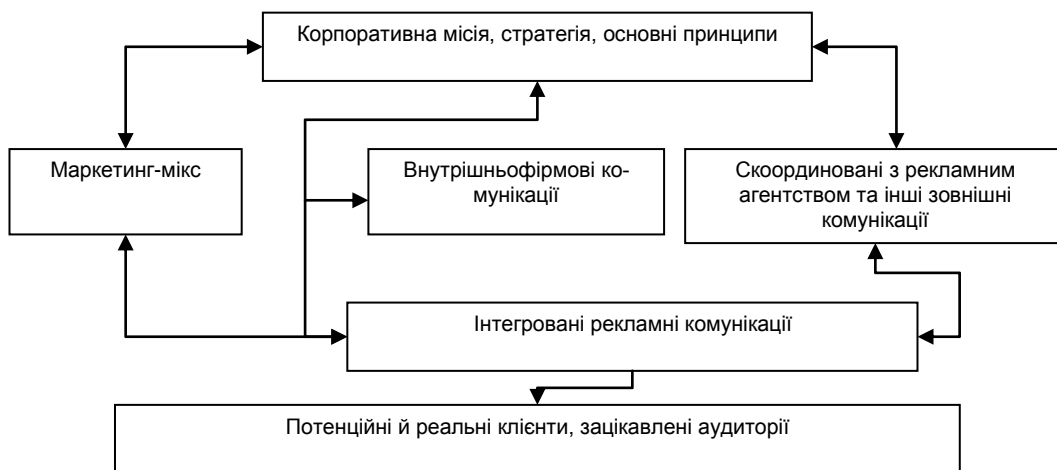 Корпоративна місія, стратегія, основні принципи
Маркетинг-мікс
Внутрішньофірмові ко-
мунікації
Скоординовані з рекламним
агентством та інші зовнішні
комунікації
Інтегровані рекламні комунікації
Потенційні й реальні клієнти, зацікавлені аудиторії